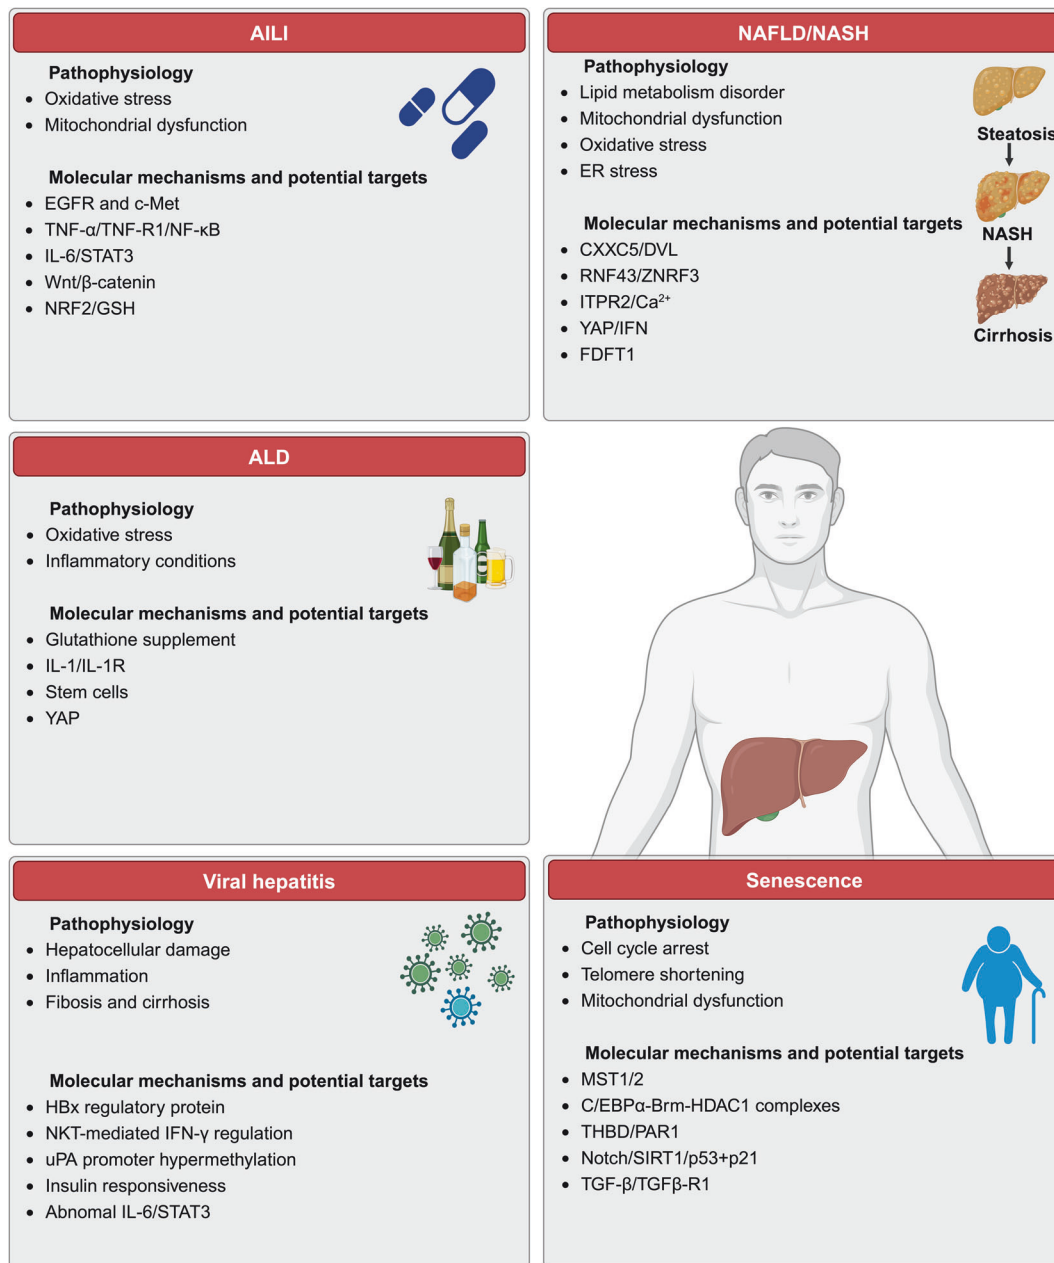 AILI
Pathophysiology
• Oxidative stress
• Mitochondrial dysfunction
Molecular mechanisms and potential targets
• EGFR and c-Met
• TNF-α/TNF-R1/NF-κB
• IL-6/STAT3
• Wnt/β-catenin
• NRF2/GSH
NAFLD/NASH
Pathophysiology
• Lipid metabolism disorder
• Mitochondrial dysfunction
• Oxidative stress
• ER stress
Molecular mechanisms and potential targets
• CXXC5/DVL
• RNF43/ZNRF3
• ITPR2/Ca²⁺
• YAP/IFN
• FDFT1
Steatosis
NASH
Cirrhosis
ALD
Pathophysiology
• Oxidative stress
• Inflammatory conditions
Molecular mechanisms and potential targets
• Glutathione supplement
• IL-1/IL-1R
• Stem cells
• YAP
Viral hepatitis
Pathophysiology
• Hepatocellular damage
• Inflammation
• Fibosis and cirrhosis
Molecular mechanisms and potential targets
• HBx regulatory protein
• NKT-mediated IFN-γ regulation
• uPA promoter hypermethylation
• Insulin responsiveness
• Abnomal IL-6/STAT3
Senescence
Pathophysiology
• Cell cycle arrest
• Telomere shortening
• Mitochondrial dysfunction
Molecular mechanisms and potential targets
• MST1/2
• C/EBPα-Brm-HDAC1 complexes
• THBD/PAR1
• Notch/SIRT1/p53+p21
• TGF-β/TGFβ-R1